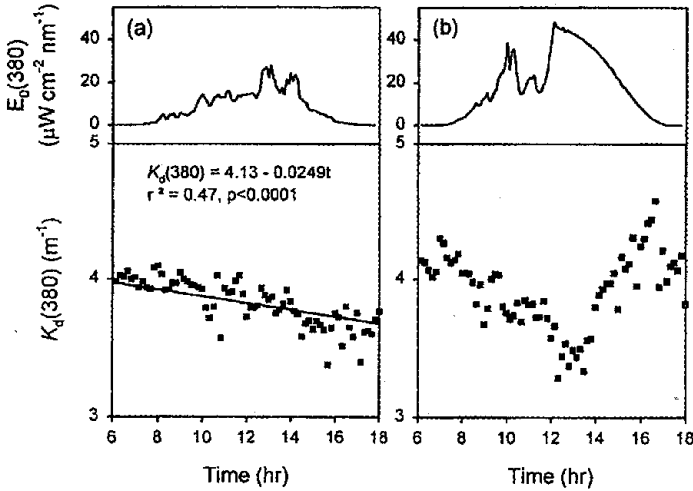 (a)
(b)
E₀(380)
(µW cm⁻² nm⁻¹)
40
20
0
40
20
0
5
5
K_d(380) = 4.13 - 0.0249t
r² = 0.47, p<0.0001
K_d(380) (m⁻¹)
4
3
4
3
6 8 10 12 14 16 18
6 8 10 12 14 16 18
Time (hr)
Time (hr)